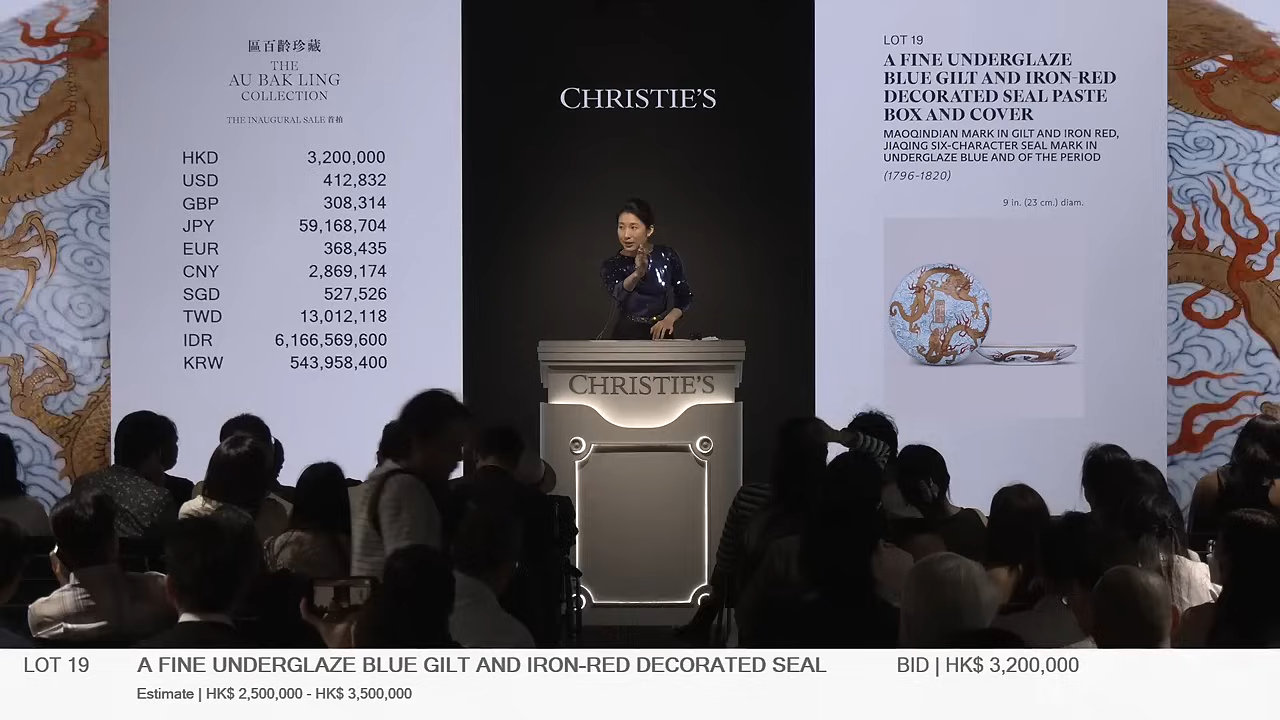 區百齡珍藏
THE
AU BAK LING
COLLECTION
THE INAUGURAL SALE 首拍
HKD 3,200,000
USD 412,832
GBP 308,314
JPY 59,168,704
EUR 368,435
CNY 2,869,174
SGD 527,526
TWD 13,012,118
IDR 6,166,569,600
KRW 543,958,400
CHRISTIE'S
CHRISTIE'S
LOT 19
A FINE UNDERGLAZE
BLUE GILT AND IRON-RED
DECORATED SEAL PASTE
BOX AND COVER
MAOQINDIAN MARK IN GILT AND IRON RED,
JIAQING SIX-CHARACTER SEAL MARK IN
UNDERGLAZE BLUE AND OF THE PERIOD
(1796-1820)
9 in. (23 cm.) diam.
LOT 19 A FINE UNDERGLAZE BLUE GILT AND IRON-RED DECORATED SEAL BID | HK$ 3,200,000
Estimate | HK$ 2,500,000 - HK$ 3,500,000